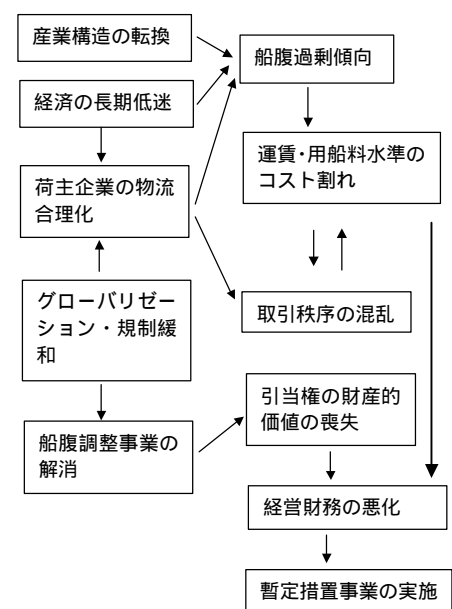 産業構造の転換
船腹過剰傾向
経済の長期低迷
運賃・用船料水準の
コスト割れ
荷主企業の物流
合理化
グローバリゼー
ション・規制緩
和
取引秩序の混乱
引当権の財産的
価値の喪失
船腹調整事業の
解消
経営財務の悪化
暫定措置事業の実施